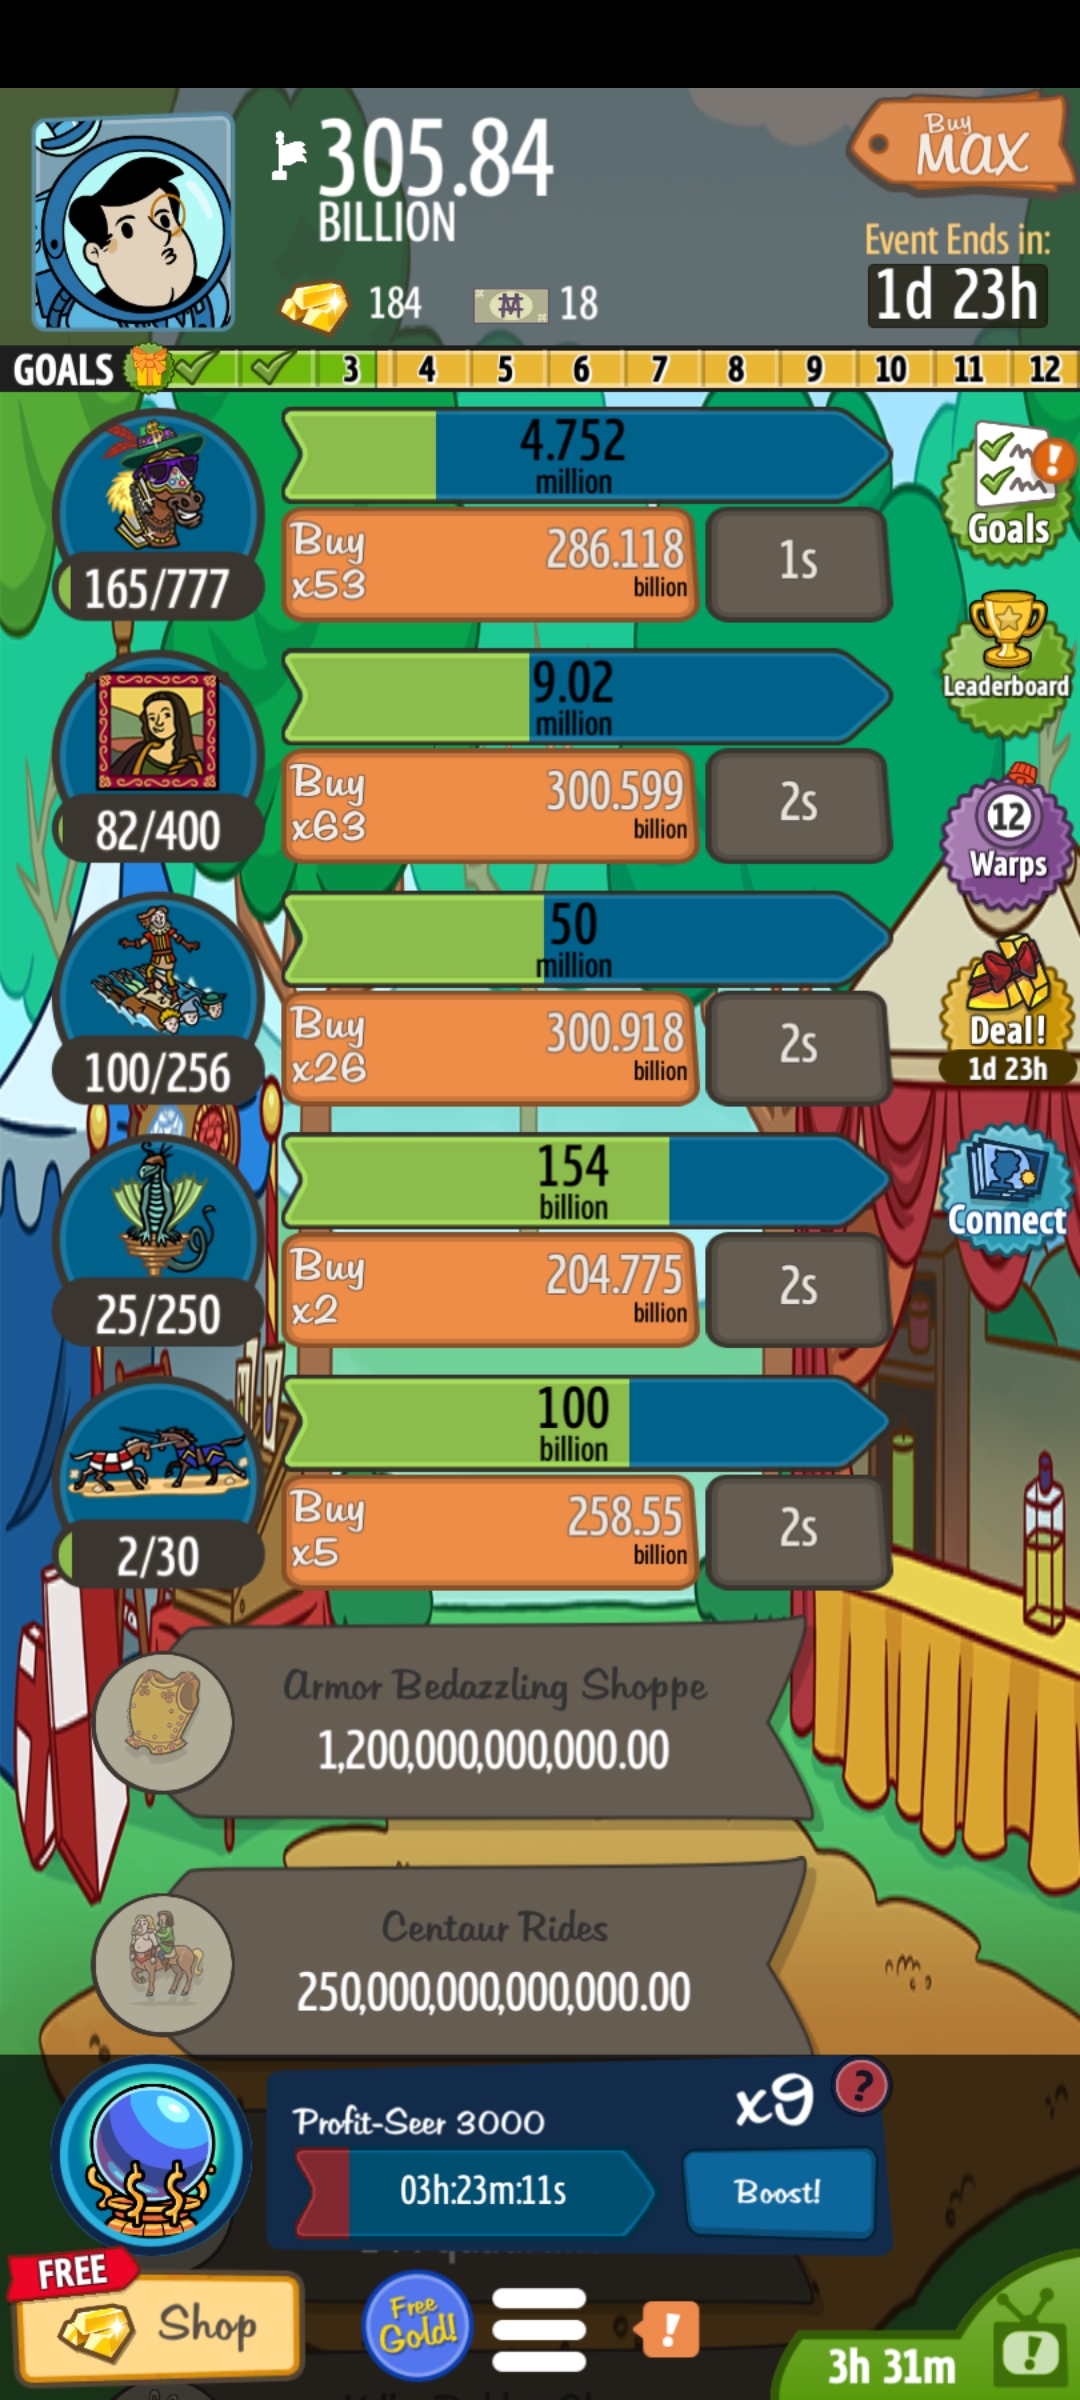 305.84
BILLION
184
18
Buy
MAX
Event Ends in:
1d 23h
GOALS 3 4 5 6 7 8 9 10 11 12
4.752
million
165/777
Buy
x53
286.118
billion
1s
Goals
9.02
million
82/400
Buy
x63
300.599
billion
2s
Leaderboard
12
Warps
50
million
100/256
Buy
x26
300.918
billion
2s
Deal!
1d 23h
154
billion
25/250
Buy
x2
204.775
billion
2s
Connect
100
billion
2/30
Buy
x5
258.55
billion
2s
Armor Bedazzling Shoppe
1,200,000,000,000.00
Centaur Rides
250,000,000,000,000.00
Profit-Seer 3000
x9
?
03h:23m:11s
Boost!
FREE
Shop
Free
Gold!
!
3h 31m
!